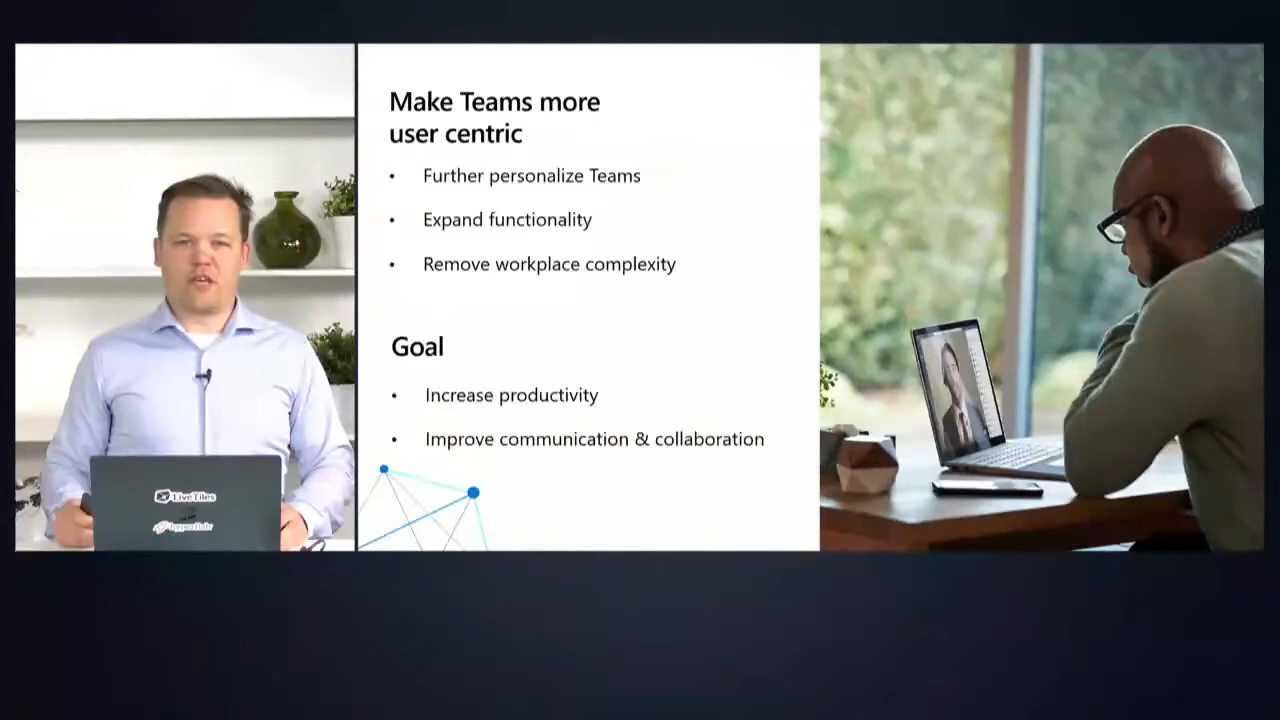 Make Teams more
user centric
• Further personalize Teams
• Expand functionality
• Remove workplace complexity
Goal
• Increase productivity
• Improve communication & collaboration
LiveTiles